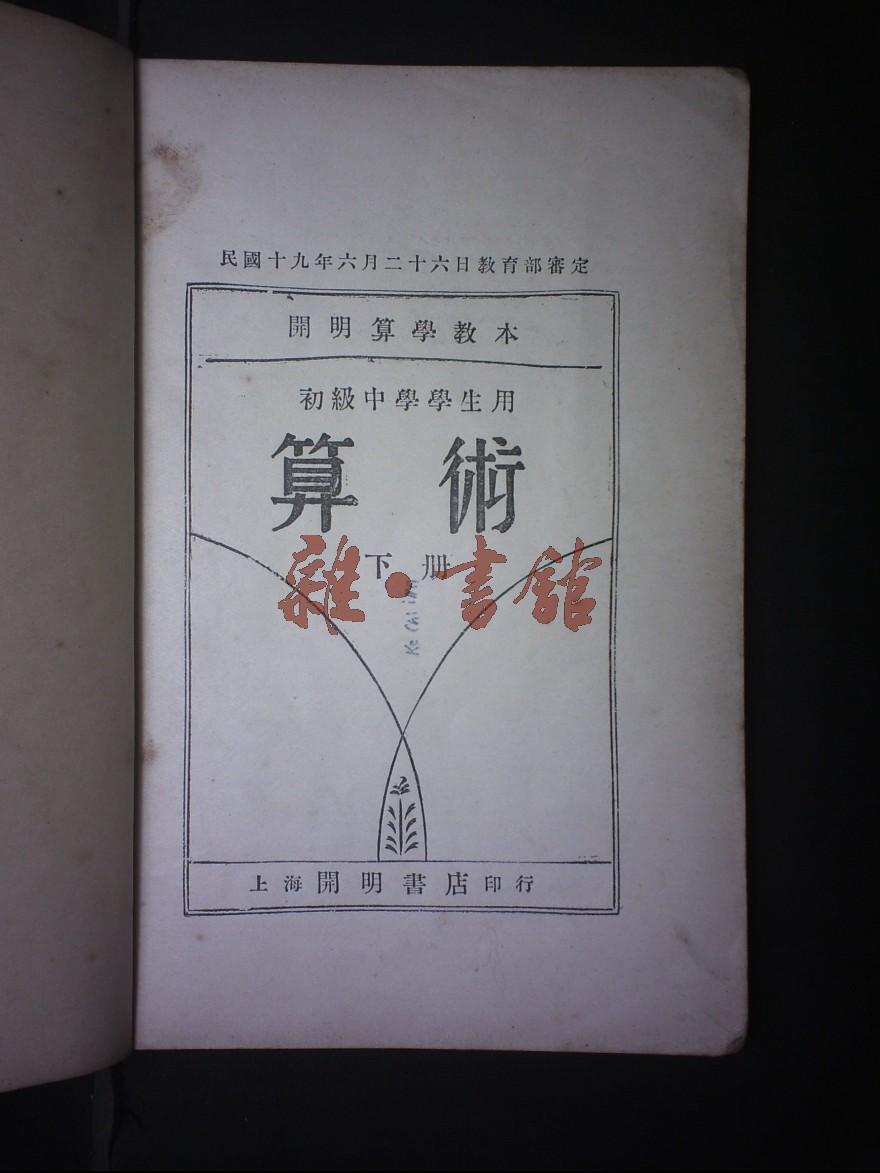 民國十九年六月二十六日教育部審定
開明算學教本
初級中學學生用
算術
下册
雜·書館
上海開明書店印行